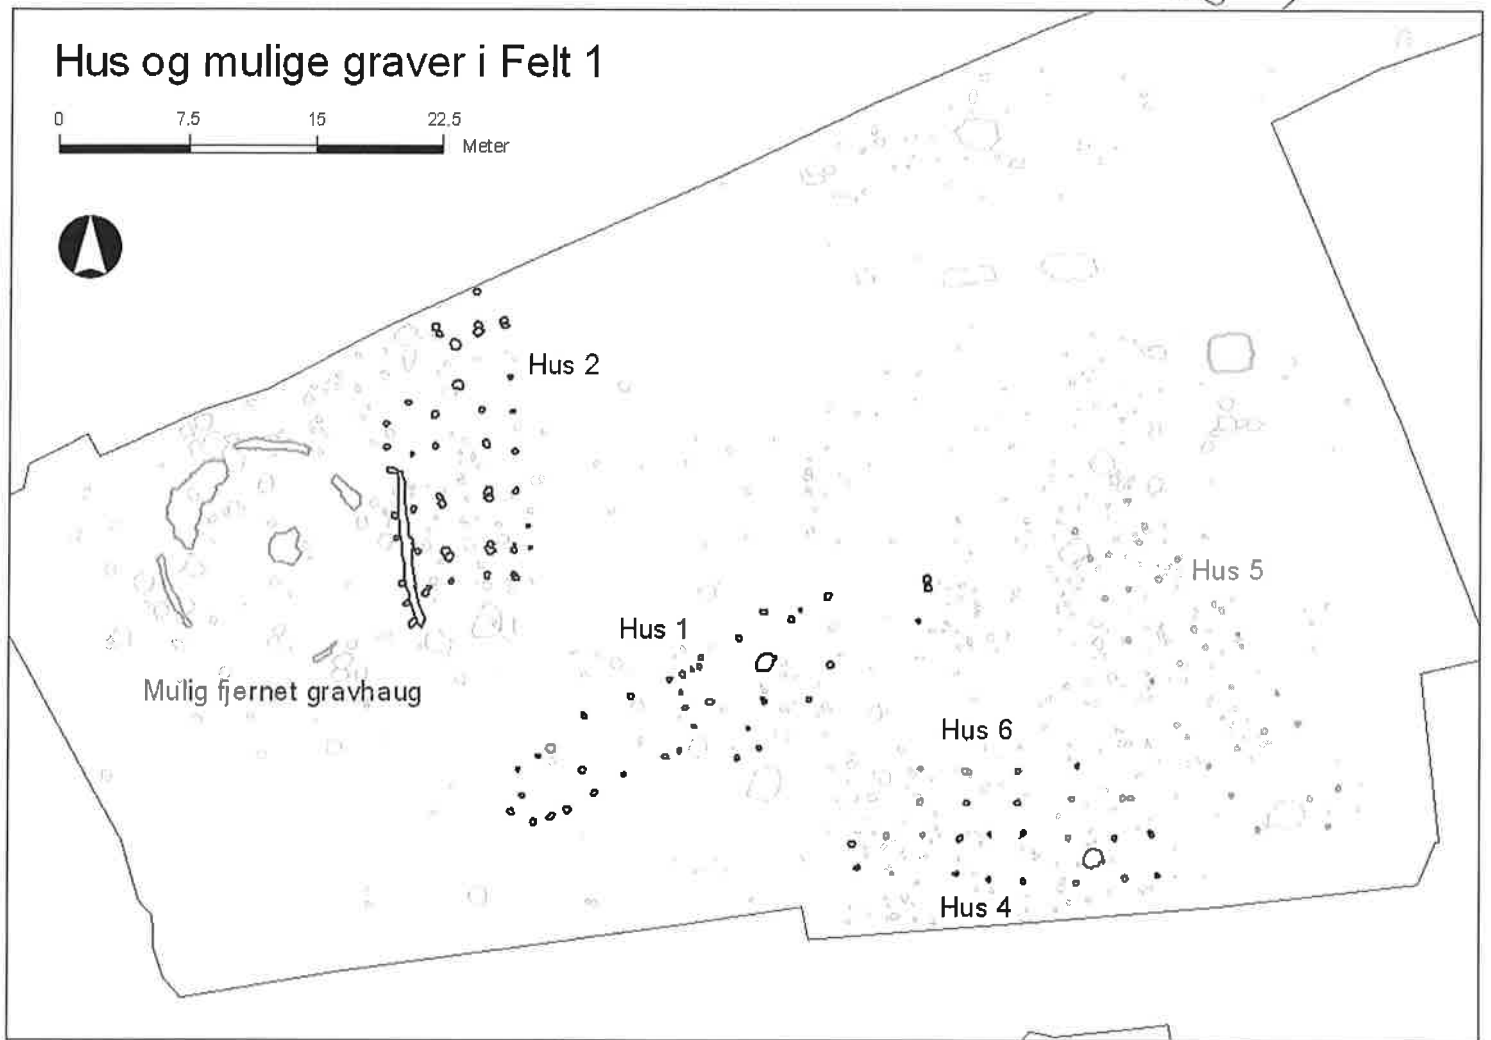 Hus og mulige graver i Felt 1
0 7.5 15 22.5
Meter
Hus 2
Hus 5
Hus 1
Mulig fjernet gravhaug
Hus 6
Hus 4